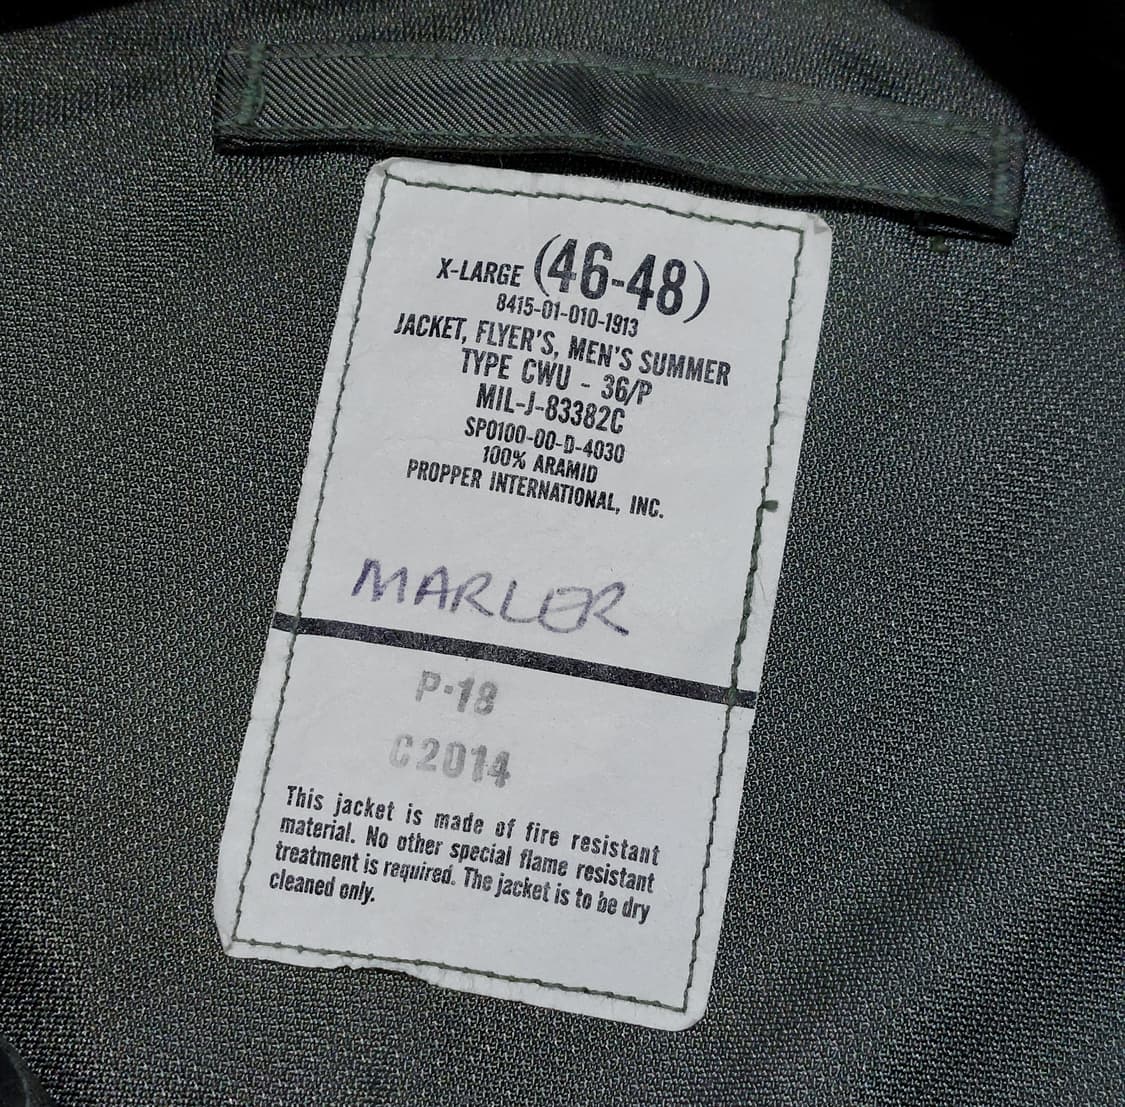 X-LARGE (46-48)
8415-01-010-1913
JACKET, FLYER'S, MEN'S SUMMER
TYPE CWU - 36/P
MIL-J-83382C
SP0100-00-D-4030
100% ARAMID
PROPPER INTERNATIONAL, INC.
MARLER
P-18
C2014
This jacket is made of fire resistant
material. No other special flame resistant
treatment is required. The jacket is to be dry
cleaned only.